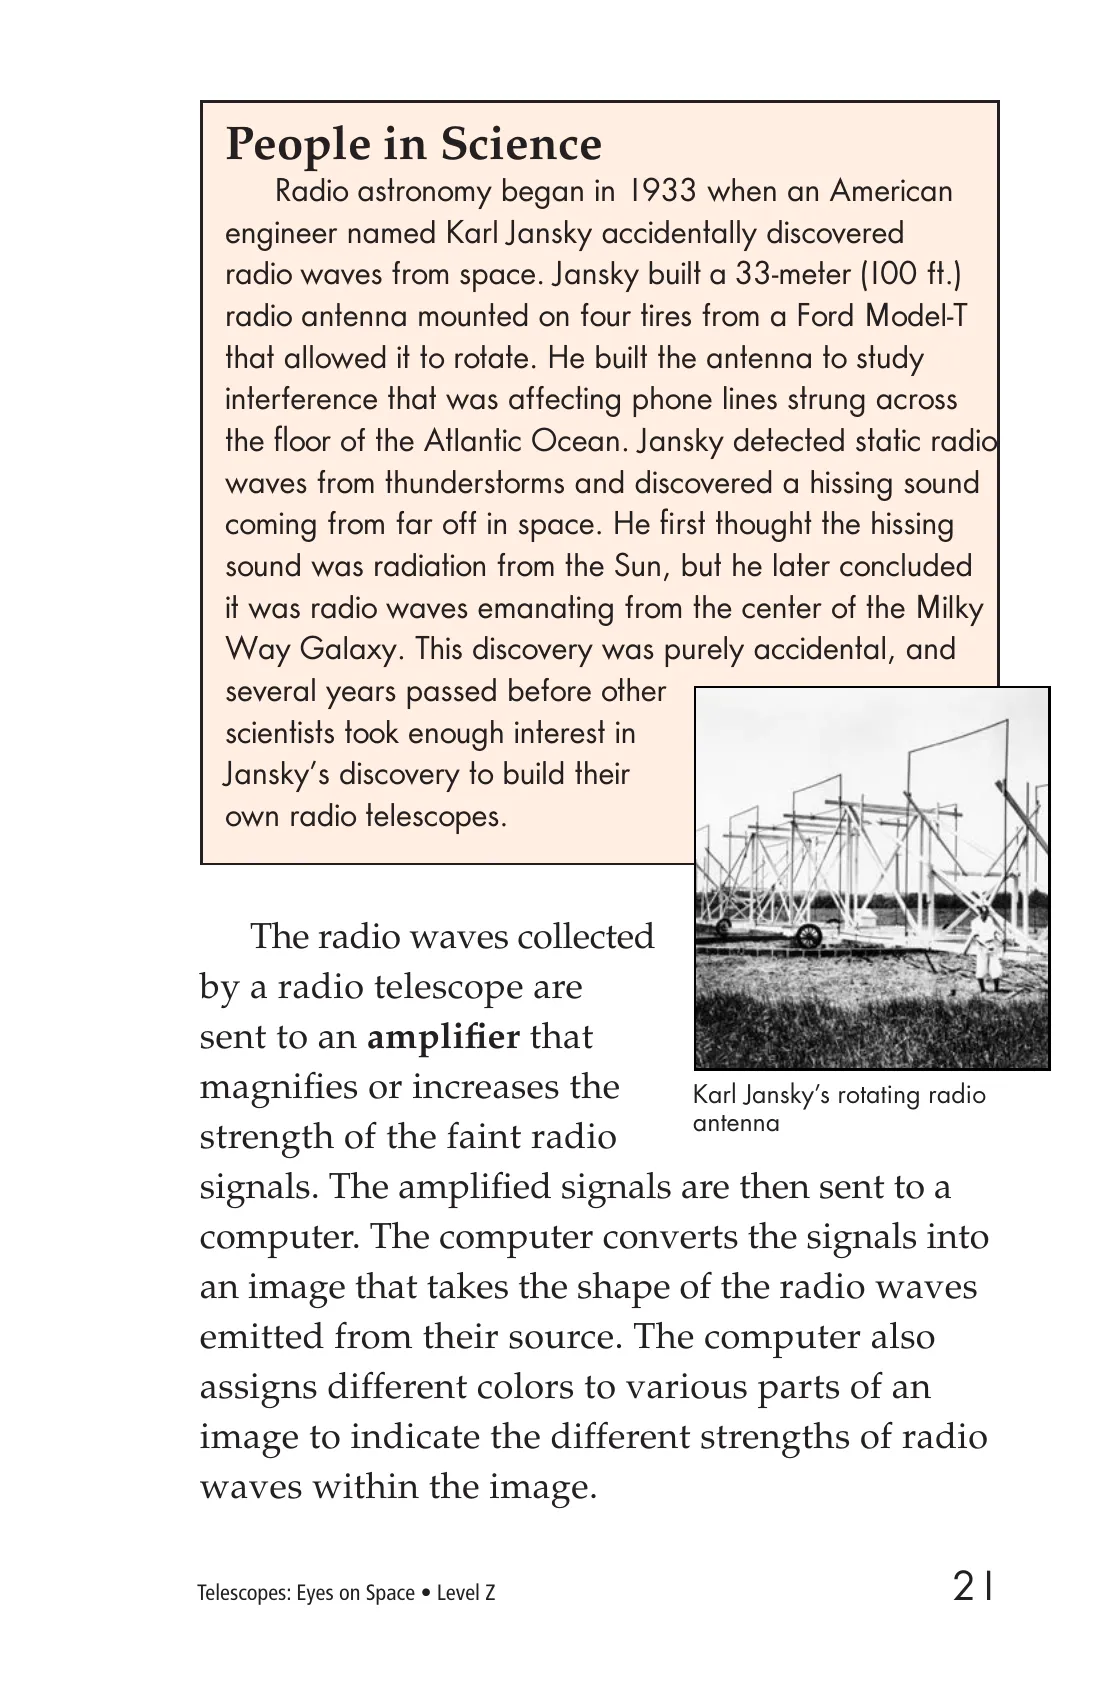 People in Science
Radio astronomy began in 1933 when an American
engineer named Karl Jansky accidentally discovered
radio waves from space. Jansky built a 33-meter (100 ft.)
radio antenna mounted on four tires from a Ford Model-T
that allowed it to rotate. He built the antenna to study
interference that was affecting phone lines strung across
the floor of the Atlantic Ocean. Jansky detected static radio
waves from thunderstorms and discovered a hissing sound
coming from far off in space. He first thought the hissing
sound was radiation from the Sun, but he later concluded
it was radio waves emanating from the center of the Milky
Way Galaxy. This discovery was purely accidental, and
several years passed before other
scientists took enough interest in
Jansky’s discovery to build their
own radio telescopes.
Karl Jansky’s rotating radio
antenna
The radio waves collected
by a radio telescope are
sent to an amplifier that
magnifies or increases the
strength of the faint radio
signals. The amplified signals are then sent to a
computer. The computer converts the signals into
an image that takes the shape of the radio waves
emitted from their source. The computer also
assigns different colors to various parts of an
image to indicate the different strengths of radio
waves within the image.
Telescopes: Eyes on Space • Level Z
21